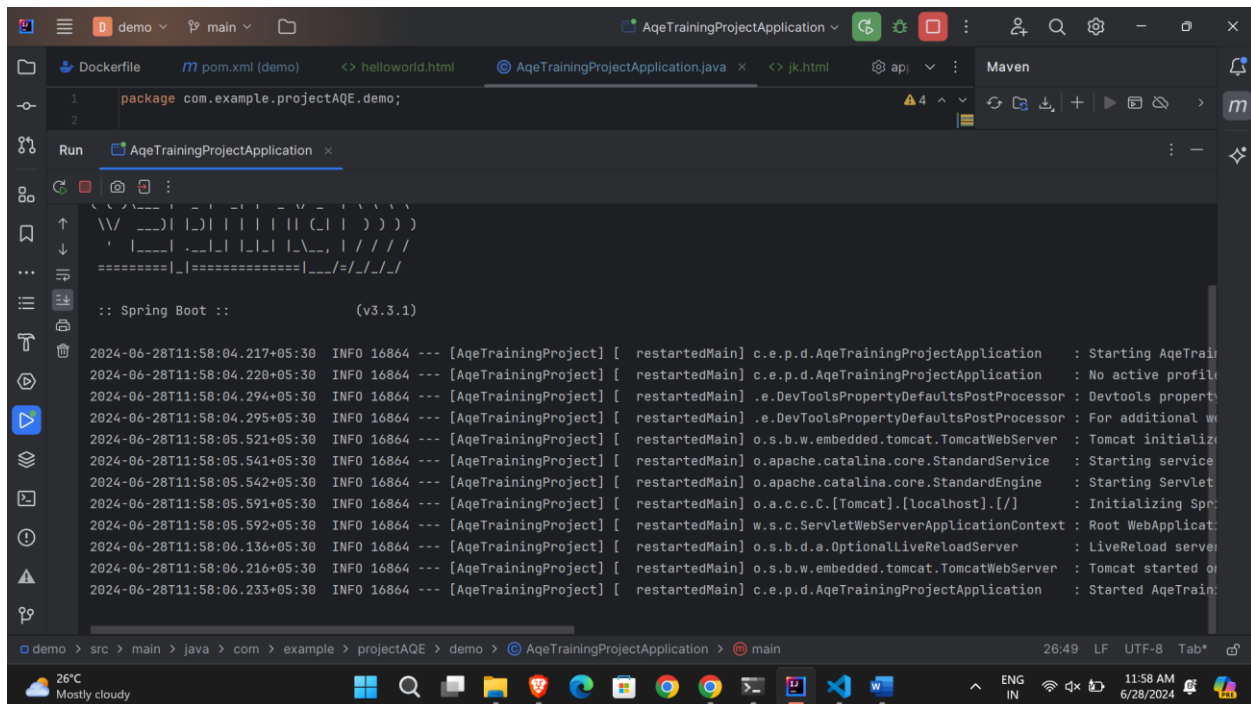 D demo main AqeTrainingProjectApplication
Dockerfile m pom.xml (demo) <> helloworld.html © AqeTrainingProjectApplication.java × <> jk.html ap Maven
1 package com.example.projectAQE.demo; 4
2
Run AqeTrainingProjectApplication ×
\\/  ___)| |_)| | | | | || (_| |  ) ) ) )
'  |____| .__|_| |_|_| |_\__, | / / / /
=========|_|==============|___/=/_/_/_/
:: Spring Boot :: (v3.3.1)
2024-06-28T11:58:04.217+05:30 INFO 16864 --- [AqeTrainingProject] [ restartedMain] c.e.p.d.AqeTrainingProjectApplication : Starting AqeTrai
2024-06-28T11:58:04.220+05:30 INFO 16864 --- [AqeTrainingProject] [ restartedMain] c.e.p.d.AqeTrainingProjectApplication : No active profil
2024-06-28T11:58:04.294+05:30 INFO 16864 --- [AqeTrainingProject] [ restartedMain] .e.DevToolsPropertyDefaultsPostProcessor : Devtools property
2024-06-28T11:58:04.295+05:30 INFO 16864 --- [AqeTrainingProject] [ restartedMain] .e.DevToolsPropertyDefaultsPostProcessor : For additional we
2024-06-28T11:58:05.521+05:30 INFO 16864 --- [AqeTrainingProject] [ restartedMain] o.s.b.w.embedded.tomcat.TomcatWebServer : Tomcat initialize
2024-06-28T11:58:05.541+05:30 INFO 16864 --- [AqeTrainingProject] [ restartedMain] o.apache.catalina.core.StandardService : Starting service
2024-06-28T11:58:05.542+05:30 INFO 16864 --- [AqeTrainingProject] [ restartedMain] o.apache.catalina.core.StandardEngine : Starting Servlet
2024-06-28T11:58:05.591+05:30 INFO 16864 --- [AqeTrainingProject] [ restartedMain] o.a.c.c.C.[Tomcat].[localhost].[/] : Initializing Spr
2024-06-28T11:58:05.592+05:30 INFO 16864 --- [AqeTrainingProject] [ restartedMain] w.s.c.ServletWebServerApplicationContext : Root WebApplicat
2024-06-28T11:58:06.136+05:30 INFO 16864 --- [AqeTrainingProject] [ restartedMain] o.s.b.d.a.OptionalLiveReloadServer : LiveReload server
2024-06-28T11:58:06.216+05:30 INFO 16864 --- [AqeTrainingProject] [ restartedMain] o.s.b.w.embedded.tomcat.TomcatWebServer : Tomcat started on
2024-06-28T11:58:06.233+05:30 INFO 16864 --- [AqeTrainingProject] [ restartedMain] c.e.p.d.AqeTrainingProjectApplication : Started AqeTrain
demo > src > main > java > com > example > projectAQE > demo > © AqeTrainingProjectApplication > m main 26:49 LF UTF-8 Tab*
26°C
Mostly cloudy
ENG
IN
11:58 AM
6/28/2024
PRE